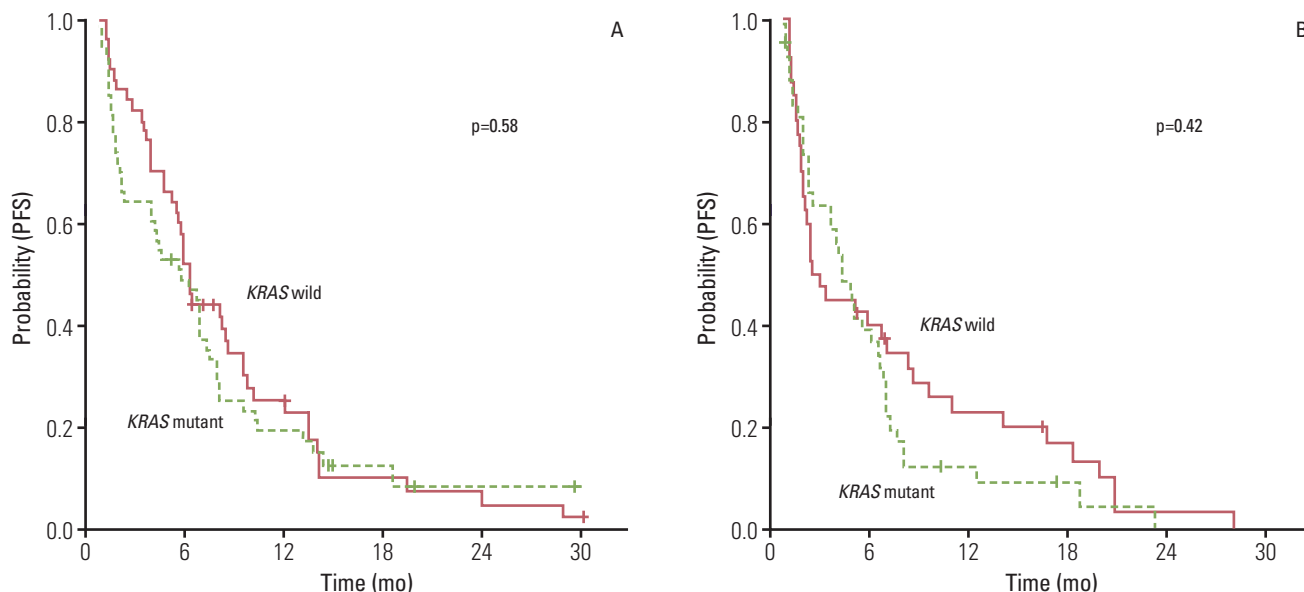 A
p=0.58
Probability (PFS)
1.0
0.8
0.6
0.4
0.2
0.0
KRAS wild
KRAS mutant
0 6 12 18 24 30
Time (mo)
B
p=0.42
Probability (PFS)
1.0
0.8
0.6
0.4
0.2
0.0
KRAS wild
KRAS mutant
0 6 12 18 24 30
Time (mo)